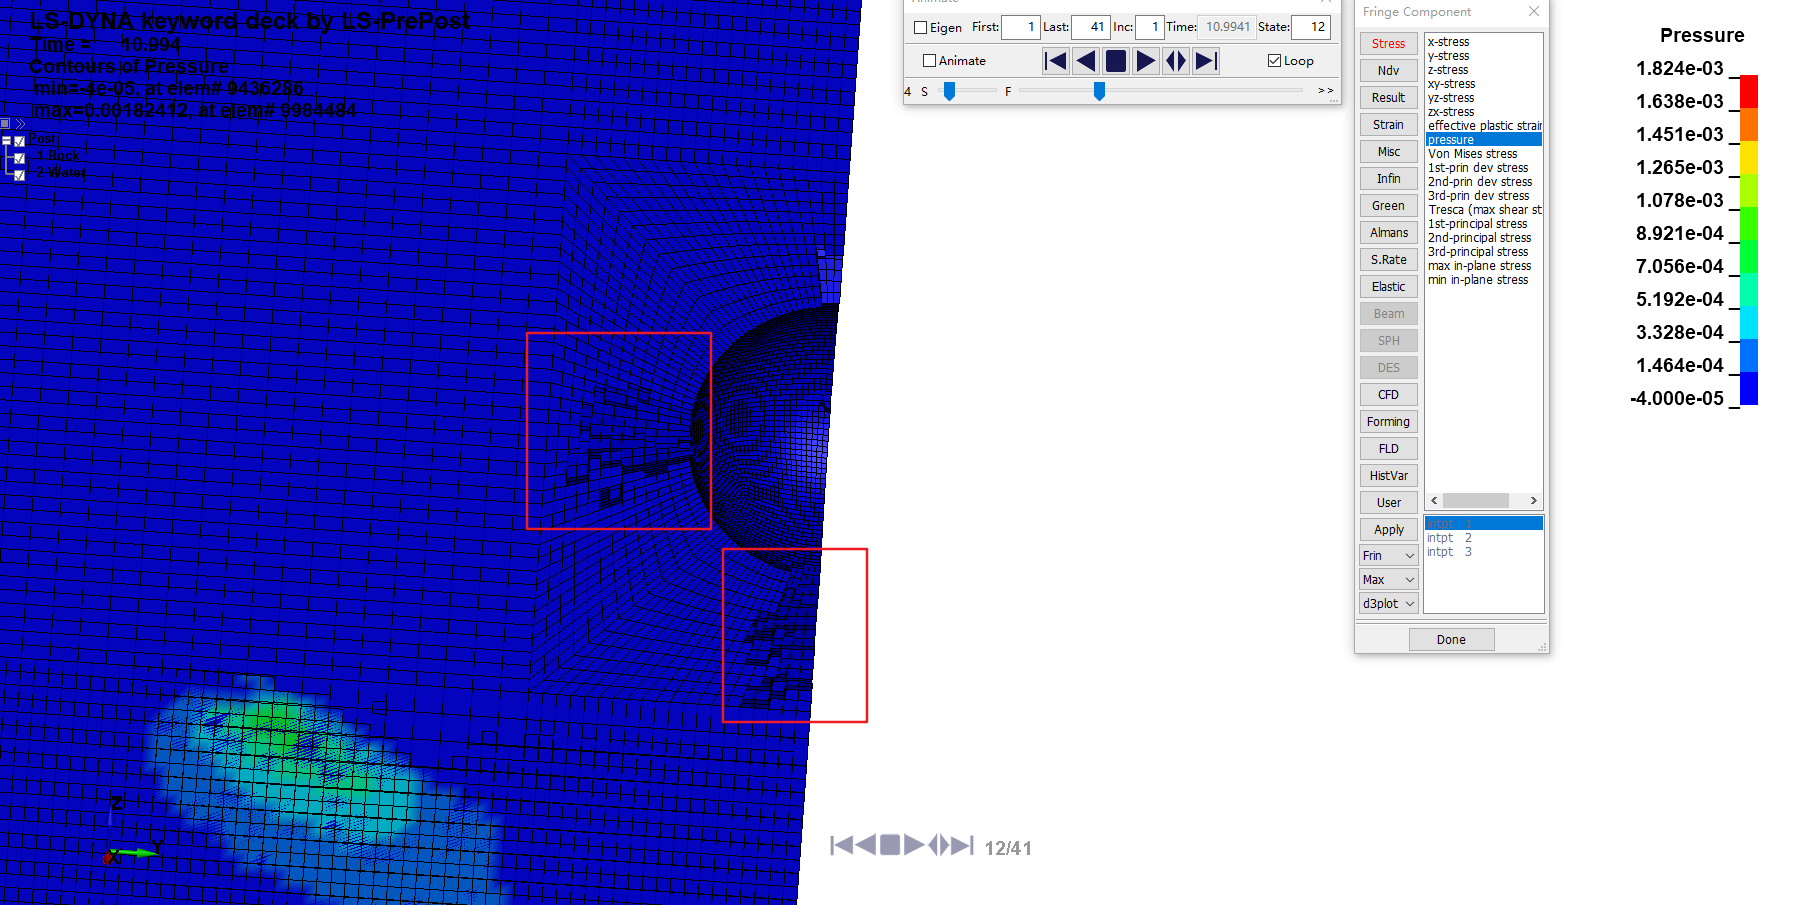 LS-DYNA keyword deck by LS-PrePost
Time = 10.994
Contours of Pressure
min=-4e-05, at elem# 9436286
max=0.00182412, at elem# 9984484
Post
1 Rock
2 Water
Animate
Eigen First: 1 Last: 41 Inc: 1 Time: 10.9941 State: 12
Animate Loop
4 S F >>
Fringe Component
Stress
Ndv
Result
Strain
Misc
Infin
Green
Almans
S.Rate
Elastic
Beam
SPH
DES
CFD
Forming
FLD
HistVar
User
Apply
Frin
Max
d3plot
x-stress
y-stress
z-stress
xy-stress
yz-stress
zx-stress
effective plastic strain
pressure
Von Mises stress
1st-prin dev stress
2nd-prin dev stress
3rd-prin dev stress
Tresca (max shear st
1st-principal stress
2nd-principal stress
3rd-principal stress
max in-plane stress
min in-plane stress
intpt 1
intpt 2
intpt 3
Done
Pressure
1.824e-03
1.638e-03
1.451e-03
1.265e-03
1.078e-03
8.921e-04
7.056e-04
5.192e-04
3.328e-04
1.464e-04
-4.000e-05
Z
Y
X
12/41